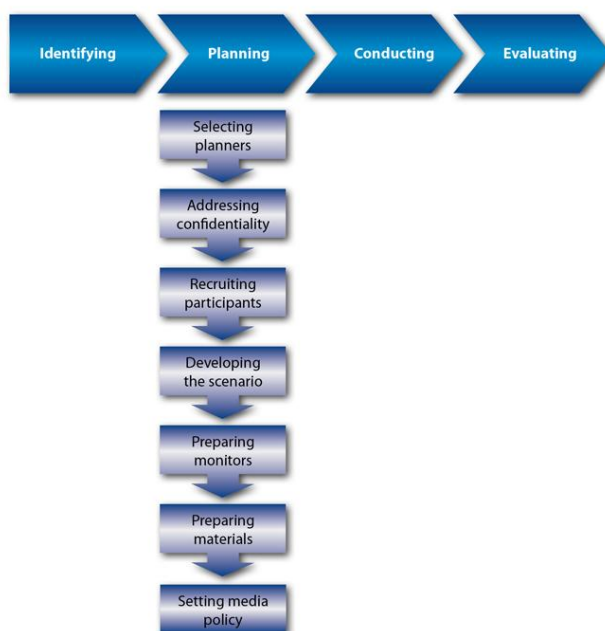 Identifying
Planning
Conducting
Evaluating
Selecting
planners
Addressing
confidentiality
Recruiting
participants
Developing
the scenario
Preparing
monitors
Preparing
materials
Setting media
policy